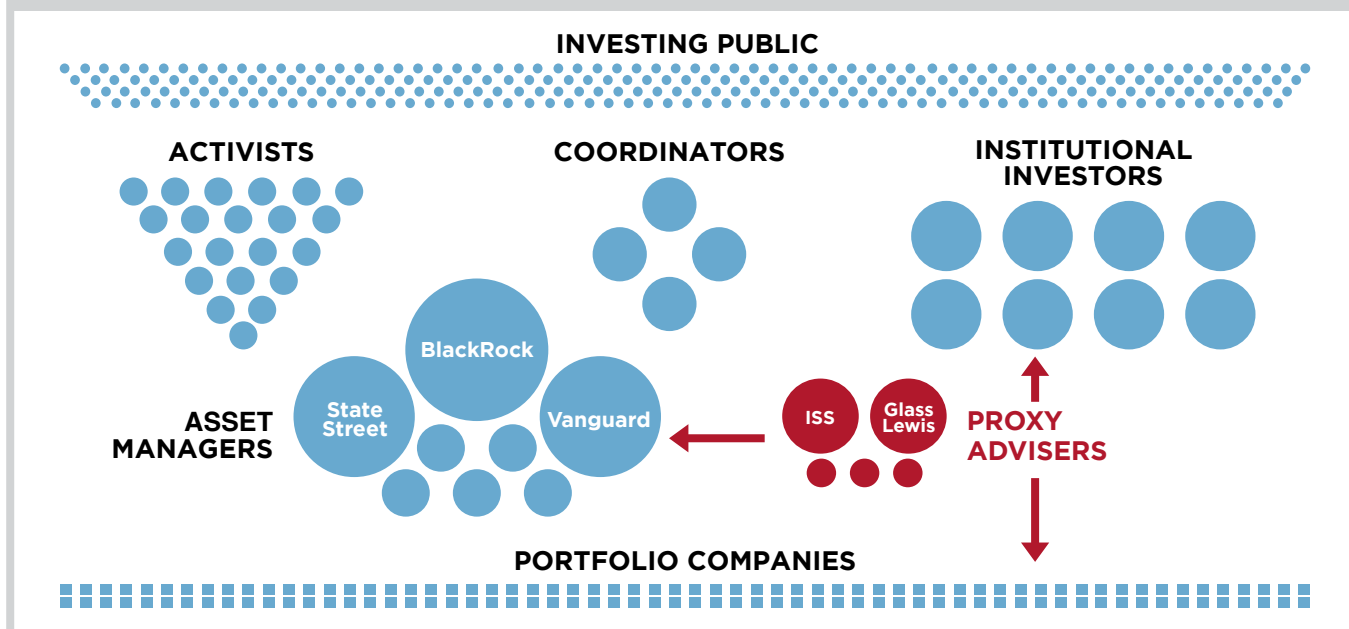 INVESTING PUBLIC
ACTIVISTS
COORDINATORS
INSTITUTIONAL
INVESTORS
BlackRock
State
Street
Vanguard
ASSET
MANAGERS
ISS
Glass
Lewis
PROXY
ADVISERS
PORTFOLIO COMPANIES